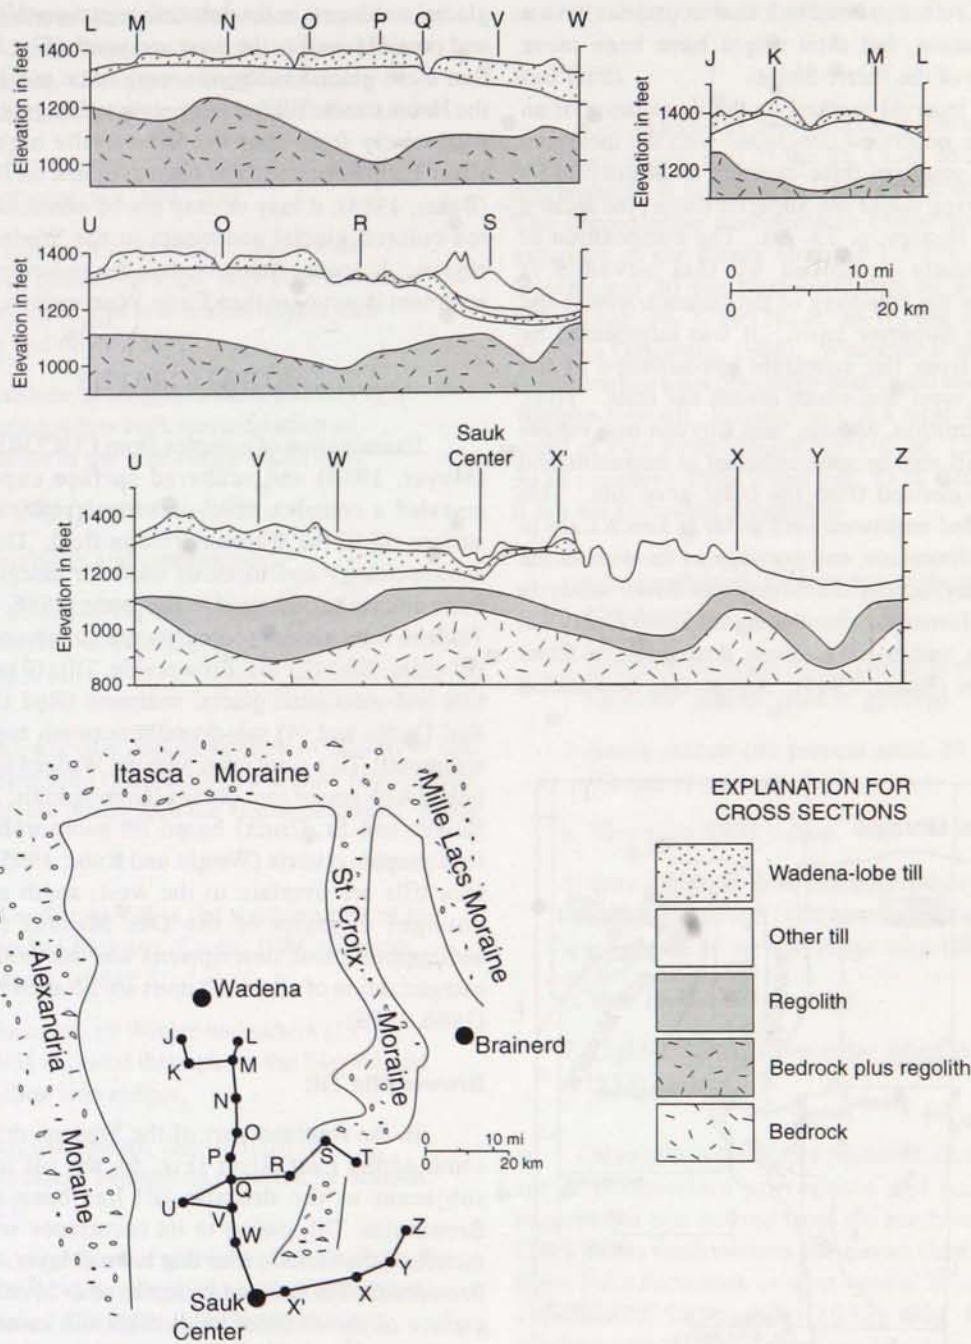 L M N O P Q V W
Elevation in feet
1400
1200
1000
J K M L
Elevation in feet
1400
1200
0 10 mi
0 20 km
U O R S T
Elevation in feet
1400
1200
1000
Sauk
Center
U V W X' X Y Z
Elevation in feet
1400
1200
1000
800
Itasca Moraine
Mille Lacs Moraine
St. Croix Moraine
Alexandria Moraine
Wadena
Brainerd
J
L
K
M
N
O
P
Q
R
S
T
U
V
W
Z
Y
X
X'
Sauk
Center
0 10 mi
0 20 km
EXPLANATION FOR
CROSS SECTIONS
Wadena-lobe till
Other till
Regolith
Bedrock plus regolith
Bedrock